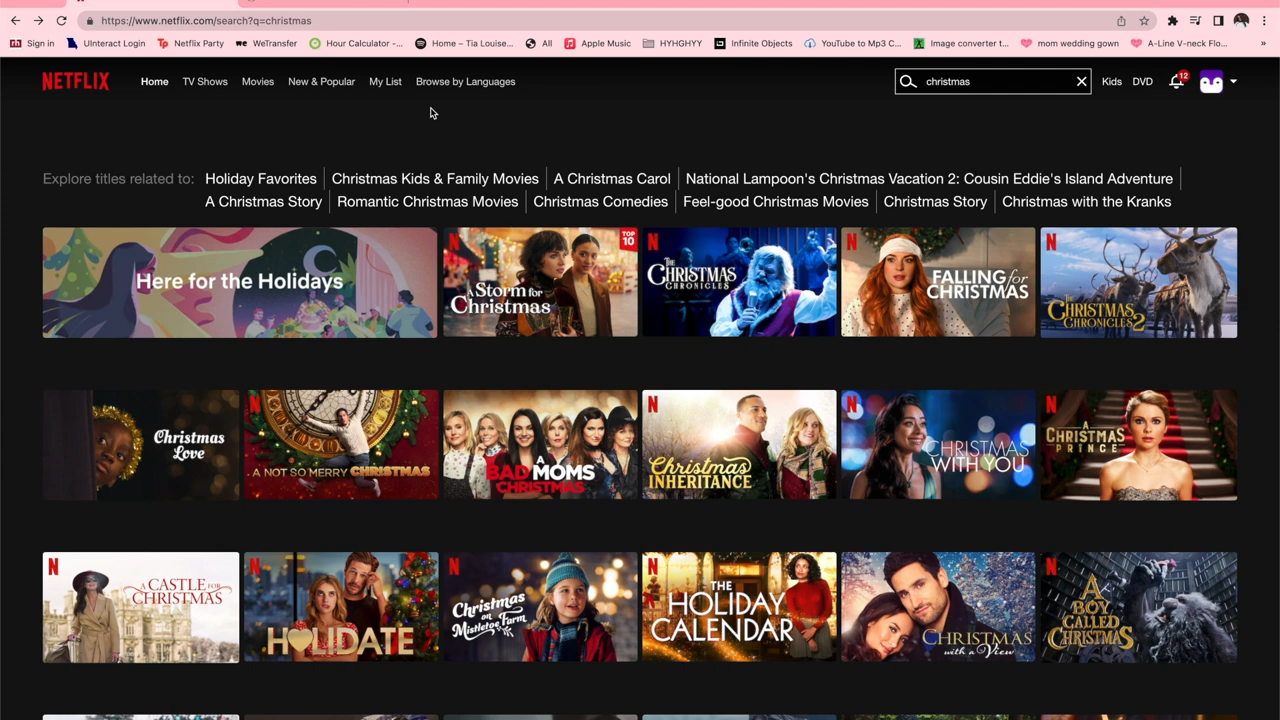 https://www.netflix.com/search?q=christmas
rh Sign in UInteract Login Tp Netflix Party we WeTransfer Hour Calculator -... Home – Tia Louise... All Apple Music HYHGHYY Infinite Objects YouTube to Mp3 C... Image converter t... mom wedding gown A-Line V-neck Flo... »
NETFLIX Home TV Shows Movies New & Popular My List Browse by Languages christmas Kids DVD 12
Explore titles related to: Holiday Favorites Christmas Kids & Family Movies A Christmas Carol National Lampoon's Christmas Vacation 2: Cousin Eddie's Island Adventure
A Christmas Story Romantic Christmas Movies Christmas Comedies Feel-good Christmas Movies Christmas Story Christmas with the Kranks
Here for the Holidays
N
TOP
10
A Storm for
Christmas
N
THE
CHRISTMAS
CHRONICLES
N
FALLING for
CHRISTMAS
N
THE
CHRISTMAS
CHRONICLES 2
Christmas
Love
N
A NOT SO MERRY CHRISTMAS
A
BAD MOMS
CHRISTMAS
N
Christmas
INHERITANCE
N
CHRISTMAS
WITH YOU
N
A
CHRISTMAS
PRINCE
N
A CASTLE FOR
CHRISTMAS
N
HOLIDATE
N
Christmas
on
Mistletoe Farm
N
THE
HOLIDAY
CALENDAR
N
CHRISTMAS
with a View
N
A
BOY
CALLED
CHRISTMAS